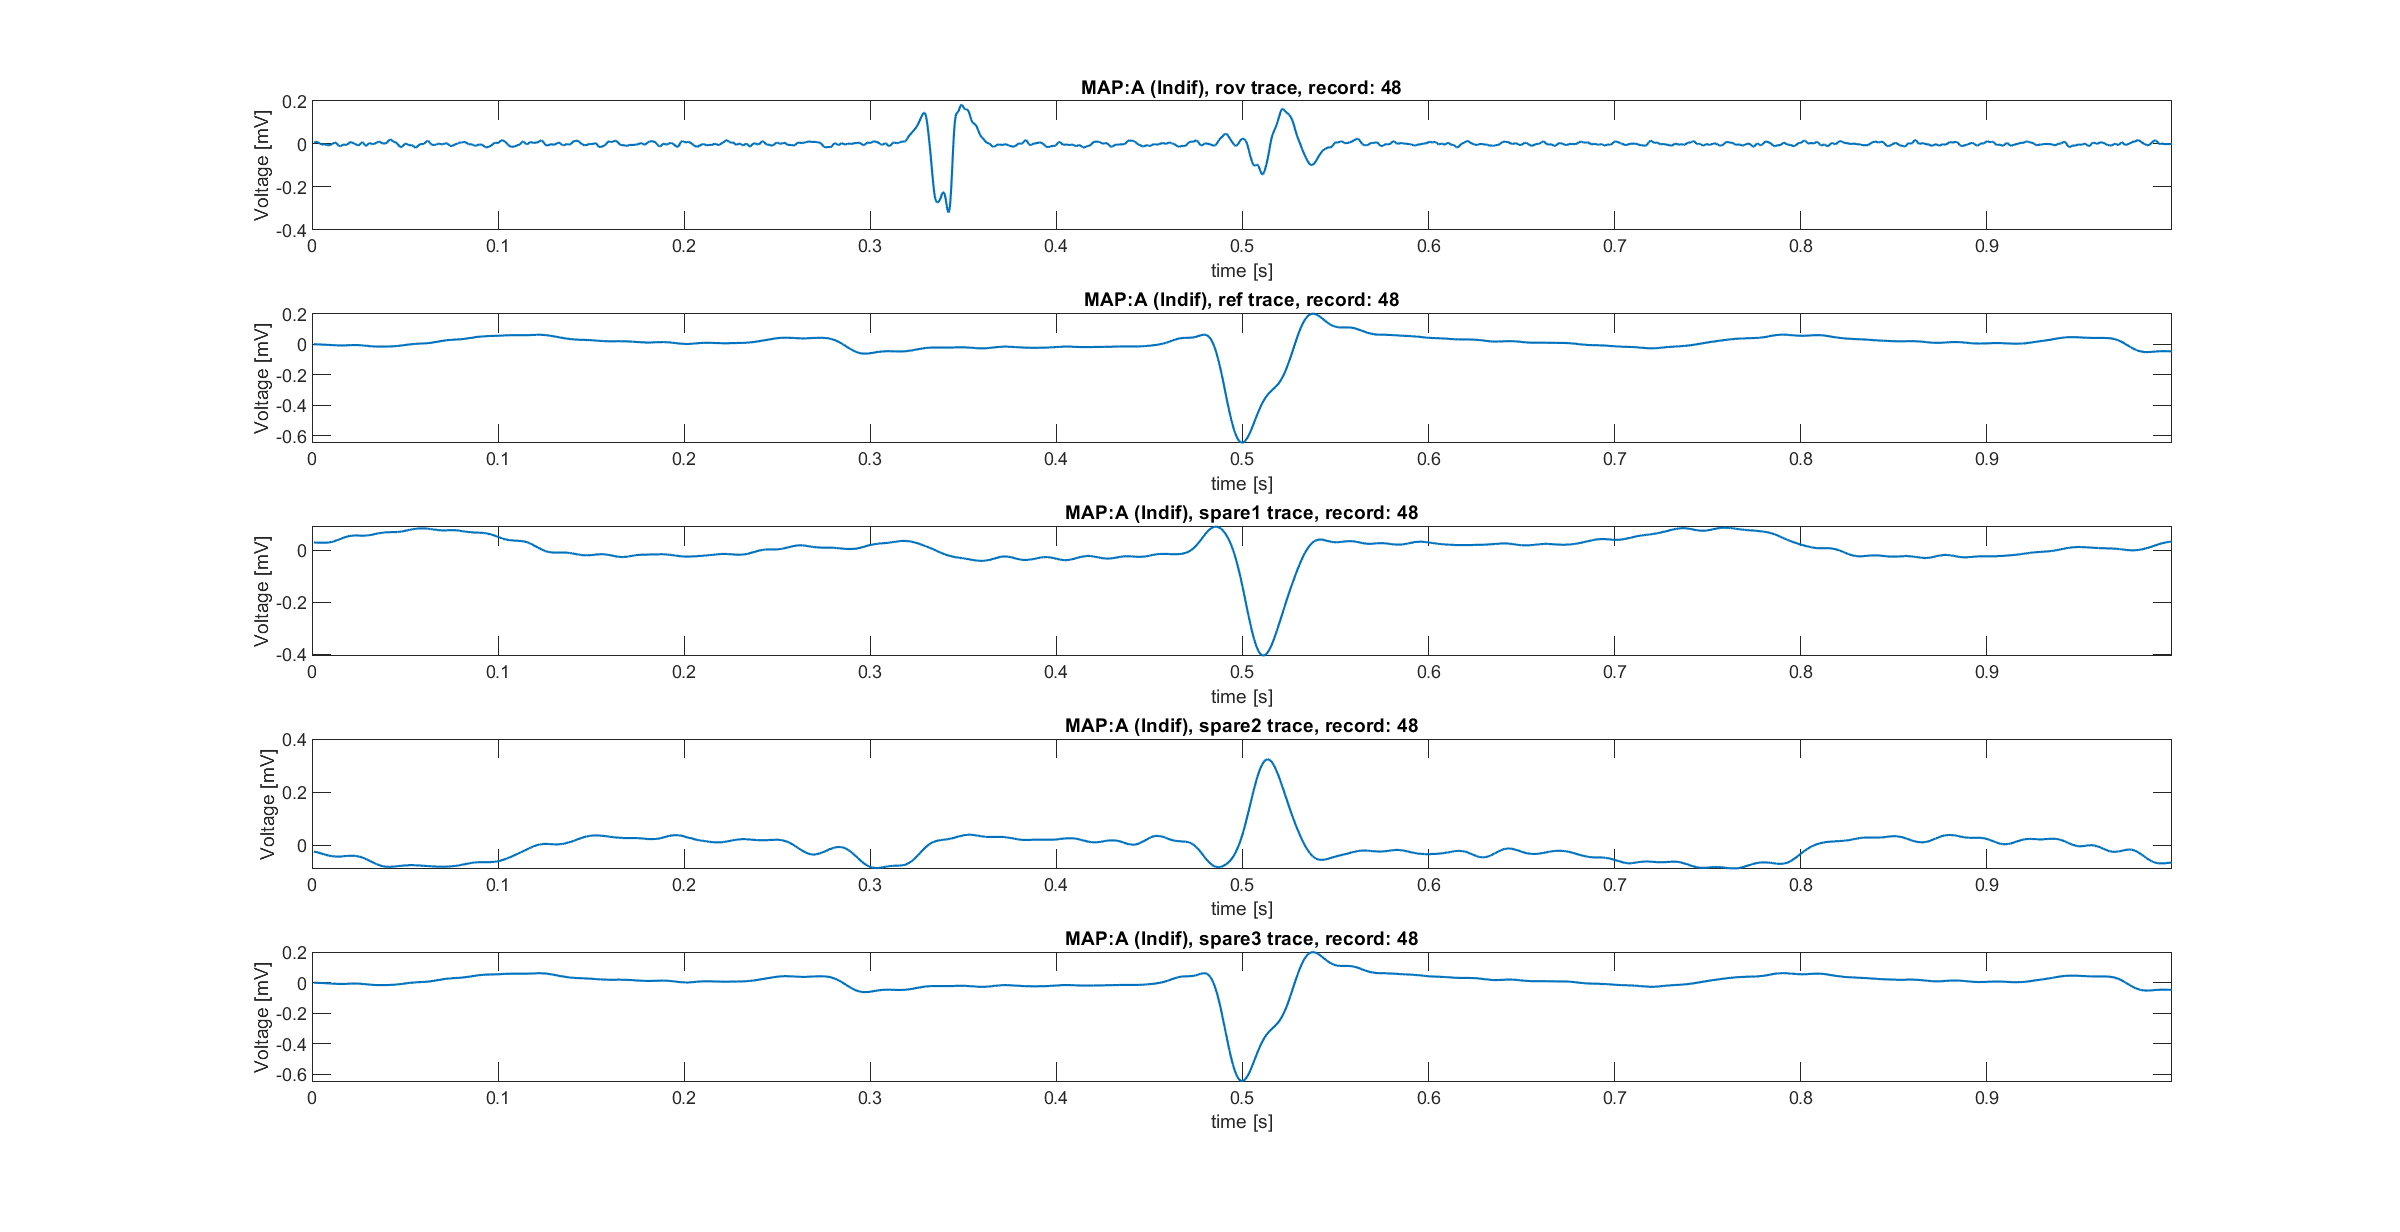 MAP:A (Indif), rov trace, record: 48
Voltage [mV]
0.2
0
-0.2
-0.4
0 0.1 0.2 0.3 0.4 0.5 0.6 0.7 0.8 0.9
time [s]
MAP:A (Indif), ref trace, record: 48
Voltage [mV]
0.2
0
-0.2
-0.4
-0.6
0 0.1 0.2 0.3 0.4 0.5 0.6 0.7 0.8 0.9
time [s]
MAP:A (Indif), spare1 trace, record: 48
Voltage [mV]
0
-0.2
-0.4
0 0.1 0.2 0.3 0.4 0.5 0.6 0.7 0.8 0.9
time [s]
MAP:A (Indif), spare2 trace, record: 48
Voltage [mV]
0.4
0.2
0
0 0.1 0.2 0.3 0.4 0.5 0.6 0.7 0.8 0.9
time [s]
MAP:A (Indif), spare3 trace, record: 48
Voltage [mV]
0.2
0
-0.2
-0.4
-0.6
0 0.1 0.2 0.3 0.4 0.5 0.6 0.7 0.8 0.9
time [s]